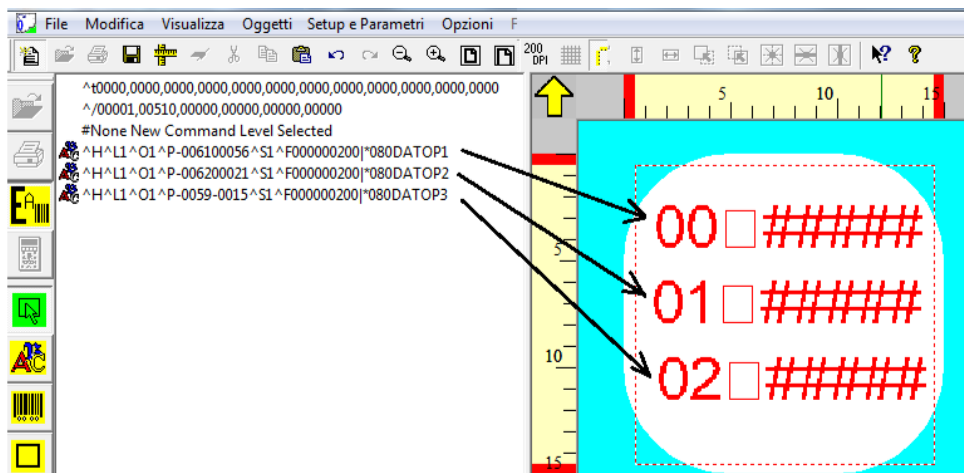 File Modifica Visualizza Oggetti Setup e Parametri Opzioni F
200 DPI
^t0000,0000,0000,0000,0000,0000,0000,0000,0000,0000,0000,0000
^/00001,00510,00000,00000,00000,00000
#None New Command Level Selected
^H^L1^O1^P-006100056^S1^F000000200|*080DATOP1
^H^L1^O1^P-006200021^S1^F000000200|*080DATOP2
^H^L1^O1^P-0059-0015^S1^F000000200|*080DATOP3
5 10 15
5
10
15
00□#####
01□#####
02□#####